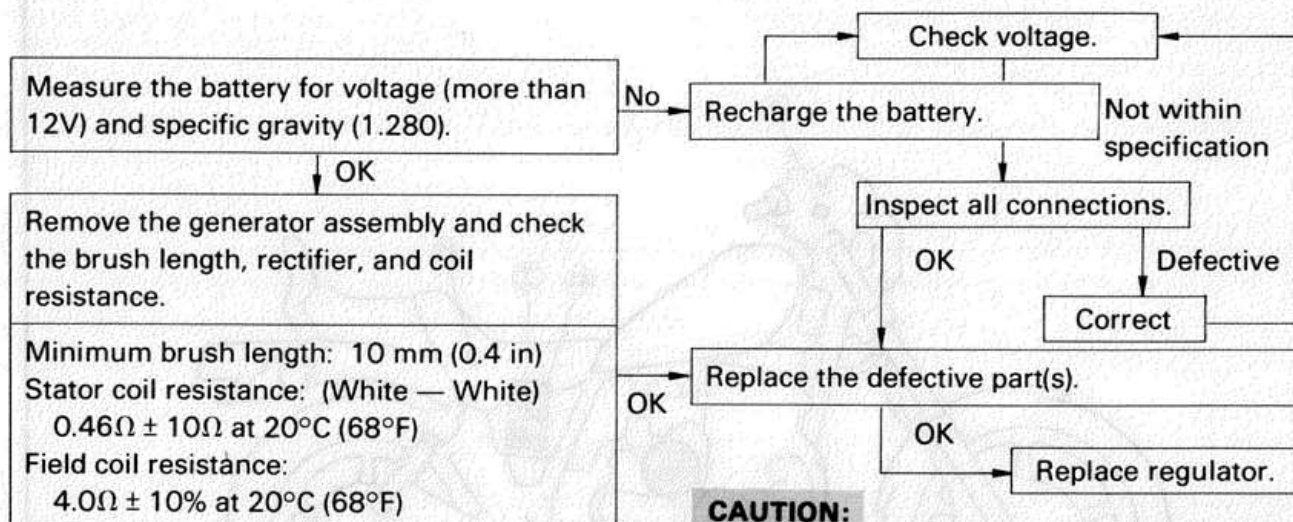 Check voltage.
Measure the battery for voltage (more than
12V) and specific gravity (1.280).
No
Recharge the battery.
Not within
specification
OK
Inspect all connections.
Remove the generator assembly and check
the brush length, rectifier, and coil
resistance.
OK
Defective
Correct
Minimum brush length: 10 mm (0.4 in)
Stator coil resistance: (White — White)
0.46Ω ± 10Ω at 20°C (68°F)
Field coil resistance:
4.0Ω ± 10% at 20°C (68°F)
OK
Replace the defective part(s).
OK
Replace regulator.
CAUTION: